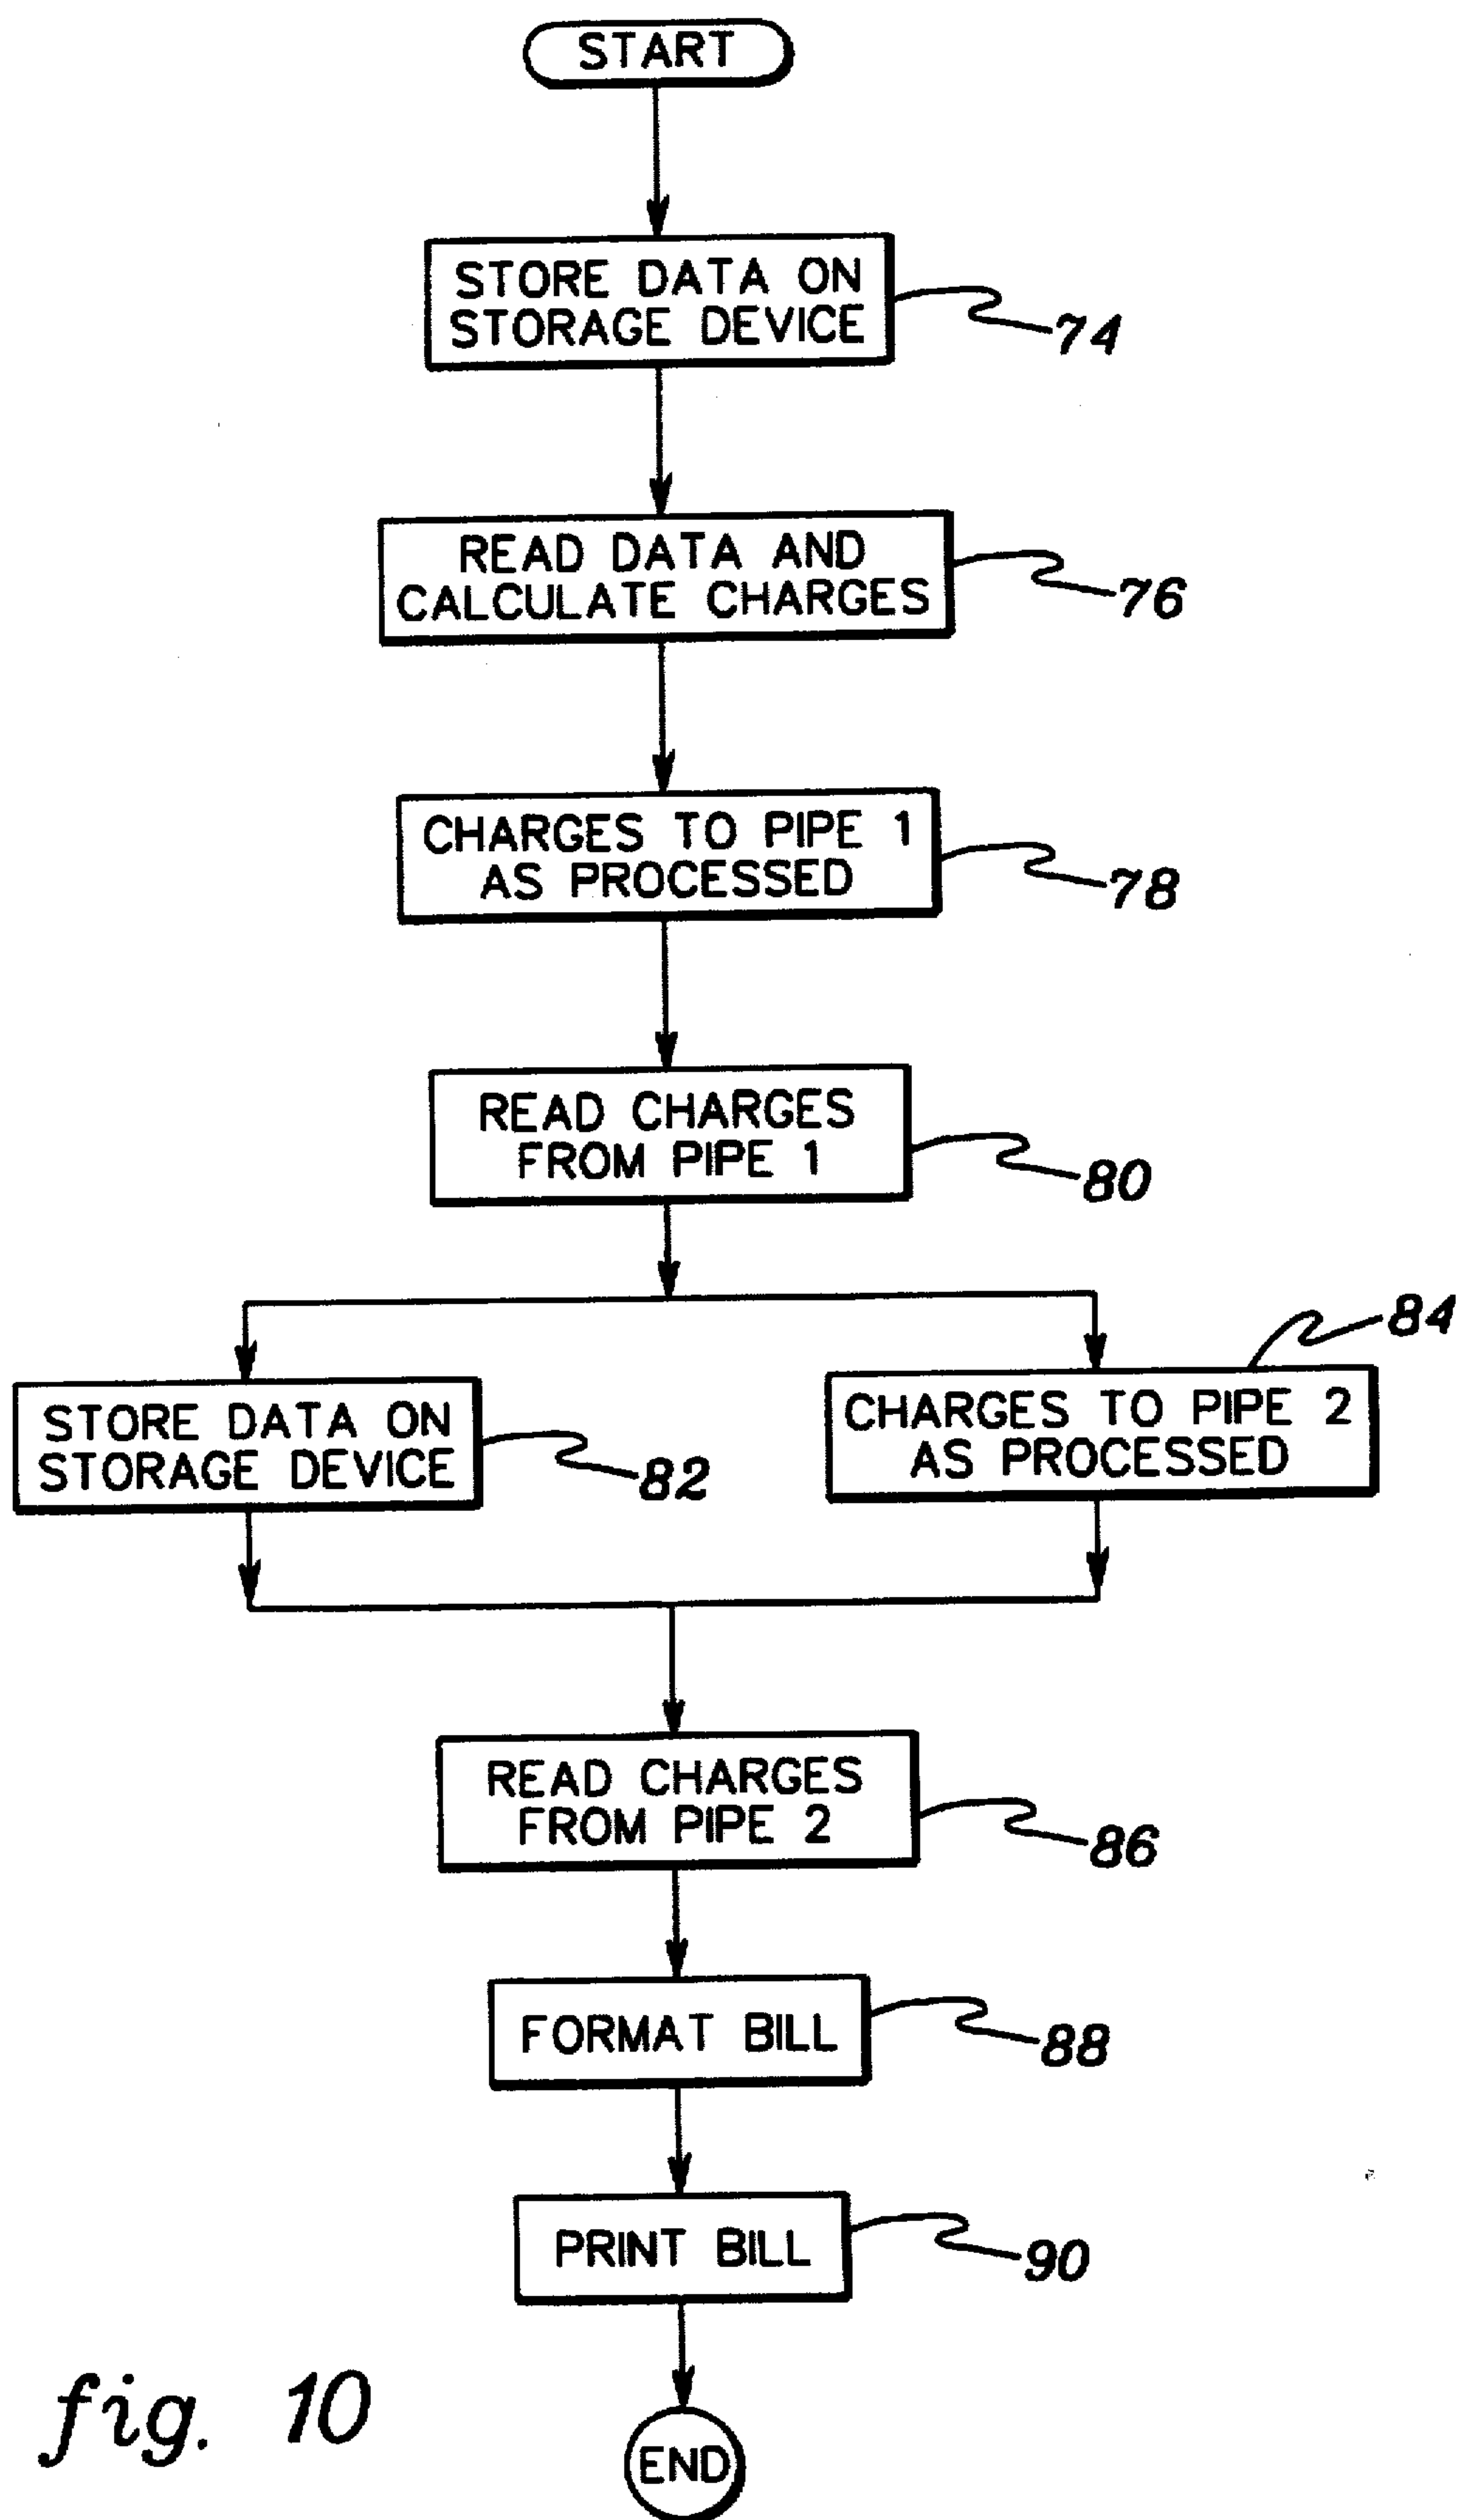 START
STORE DATA ON
STORAGE DEVICE
74
READ DATA AND
CALCULATE CHARGES
76
CHARGES TO PIPE 1
AS PROCESSED
78
READ CHARGES
FROM PIPE 1
80
84
STORE DATA ON
STORAGE DEVICE
82
CHARGES TO PIPE 2
AS PROCESSED
READ CHARGES
FROM PIPE 2
86
FORMAT BILL
88
PRINT BILL
90
END
fig. 10